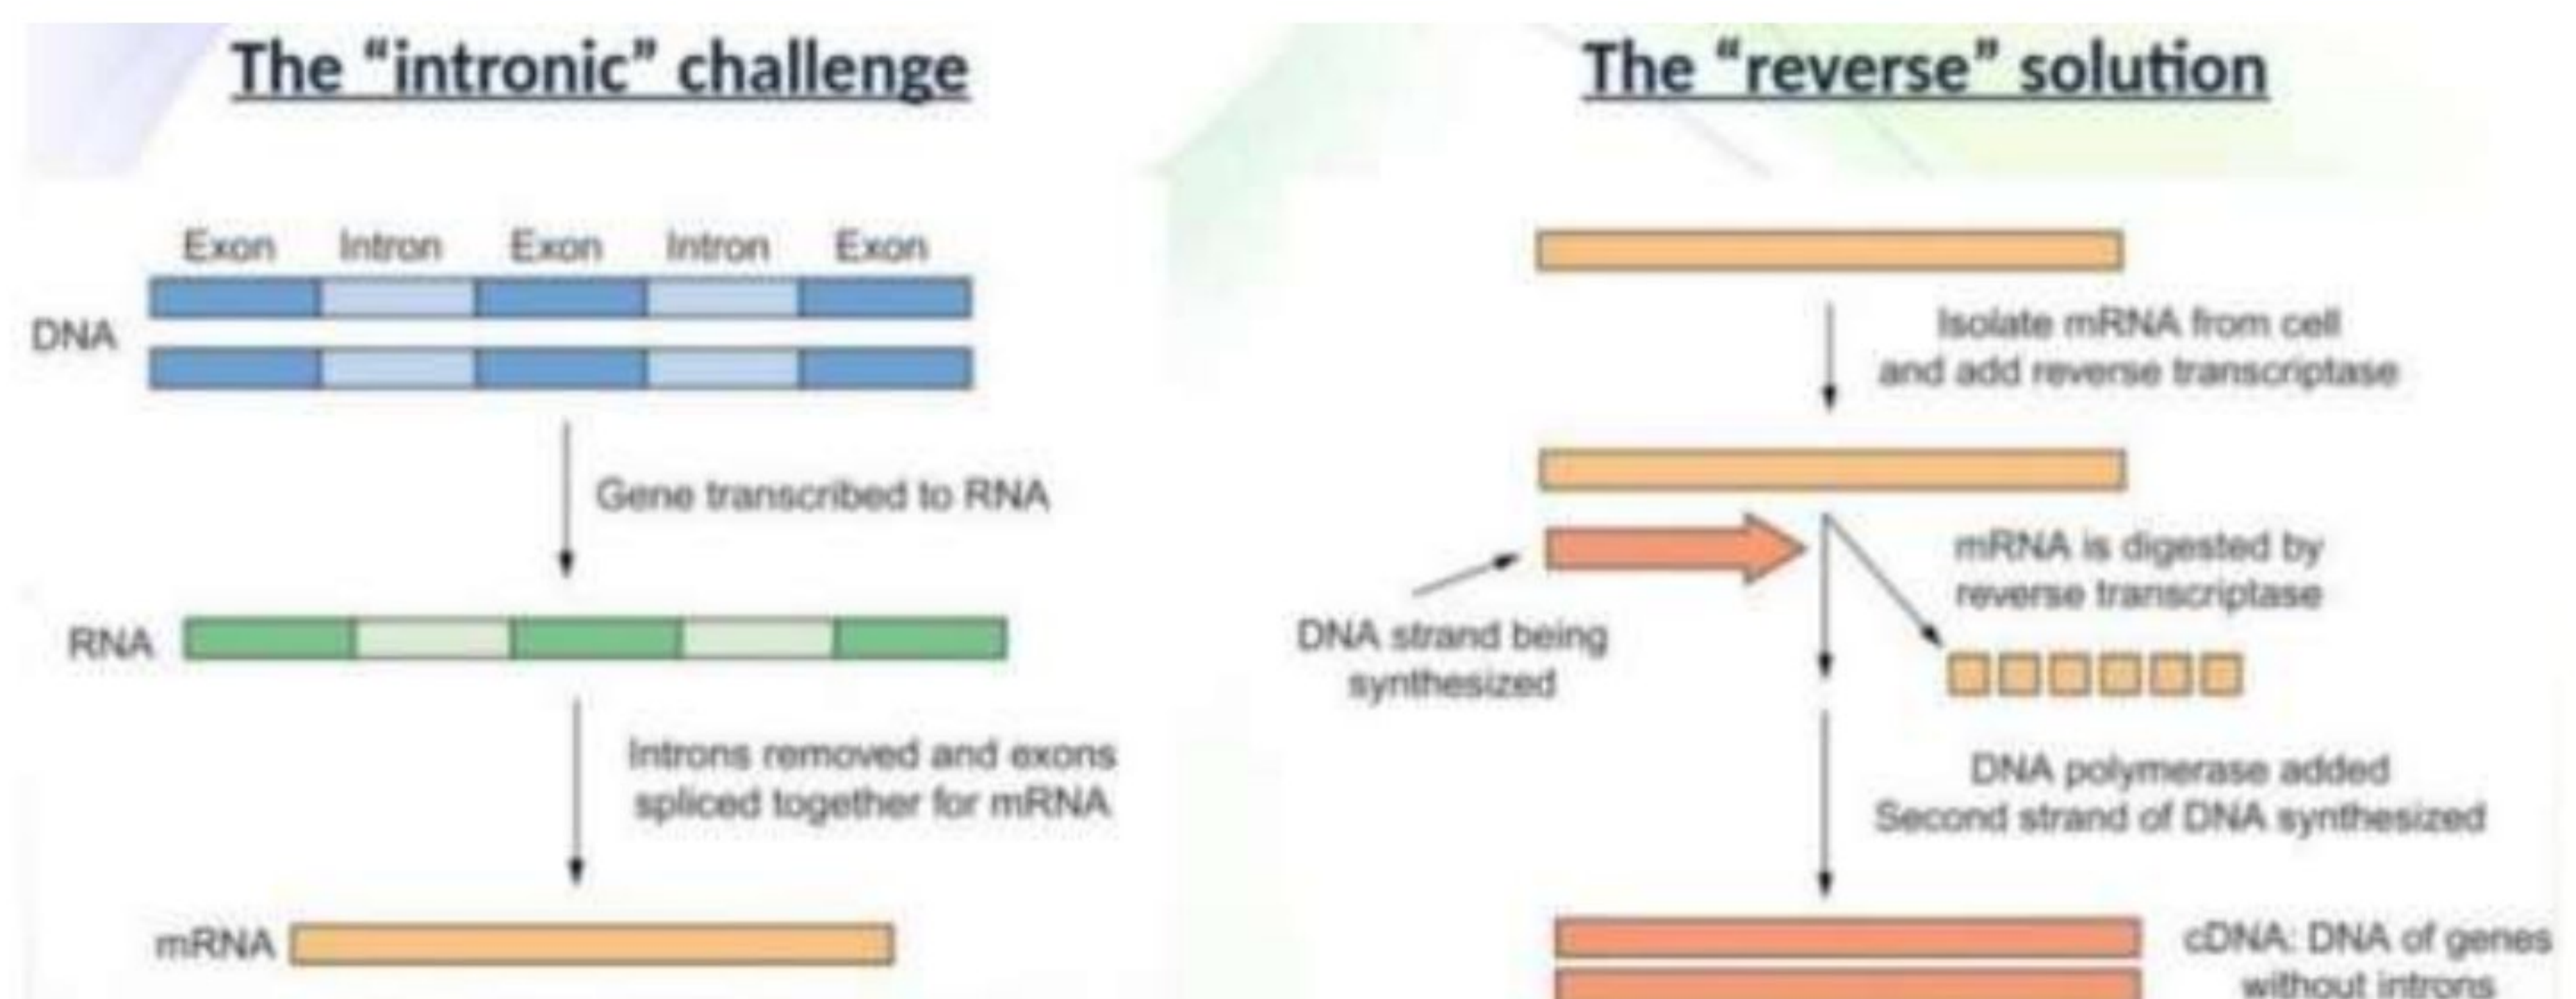 The “intronic” challenge
Exon Intron Exon Intron Exon
DNA
Gene transcribed to RNA
RNA
Introns removed and exons
spliced together for mRNA
mRNA
The “reverse” solution
Isolate mRNA from cell
and add reverse transcriptase
DNA strand being
synthesized
mRNA is digested by
reverse transcriptase
DNA polymerase added
Second strand of DNA synthesized
cDNA: DNA of genes
without introns